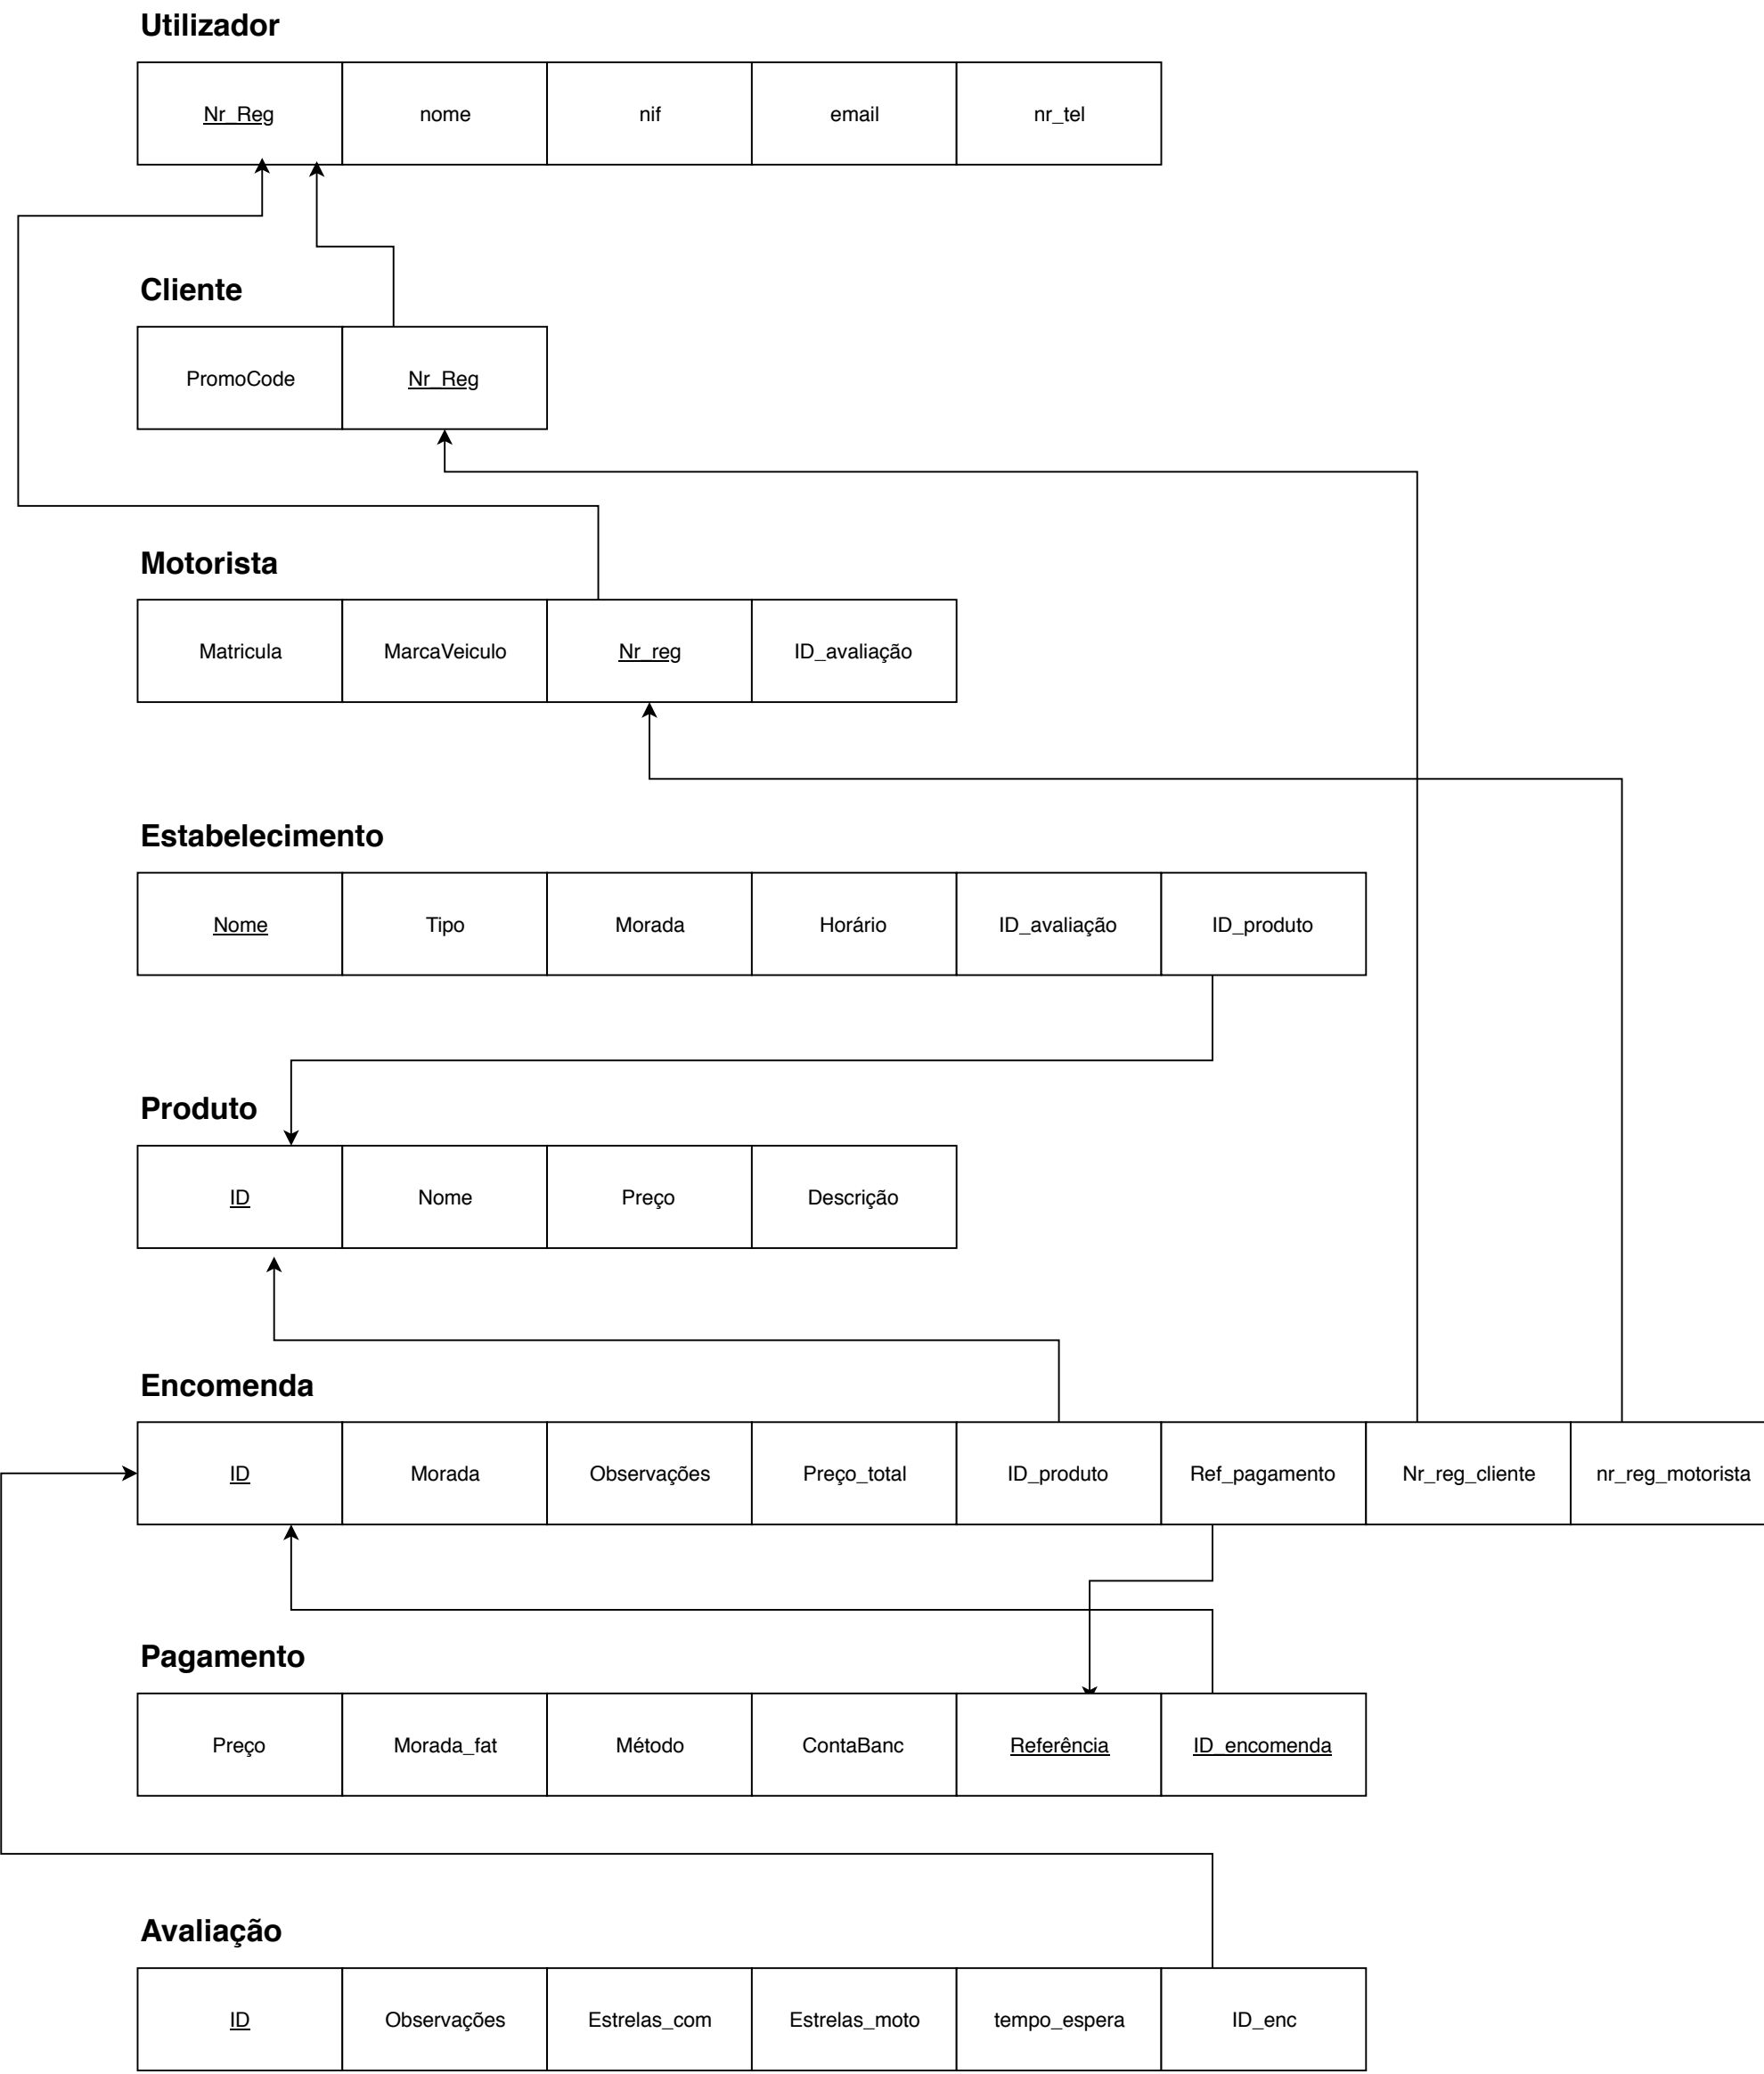 Utilizador
Nr_Reg nome nif email nr_tel
Cliente
PromoCode Nr_Reg
Motorista
Matricula MarcaVeiculo Nr_reg ID_avaliação
Estabelecimento
Nome Tipo Morada Horário ID_avaliação ID_produto
Produto
ID Nome Preço Descrição
Encomenda
ID Morada Observações Preço_total ID_produto Ref_pagamento Nr_reg_cliente nr_reg_motorista
Pagamento
Preço Morada_fat Método ContaBanc Referência ID_encomenda
Avaliação
ID Observações Estrelas_com Estrelas_moto tempo_espera ID_enc